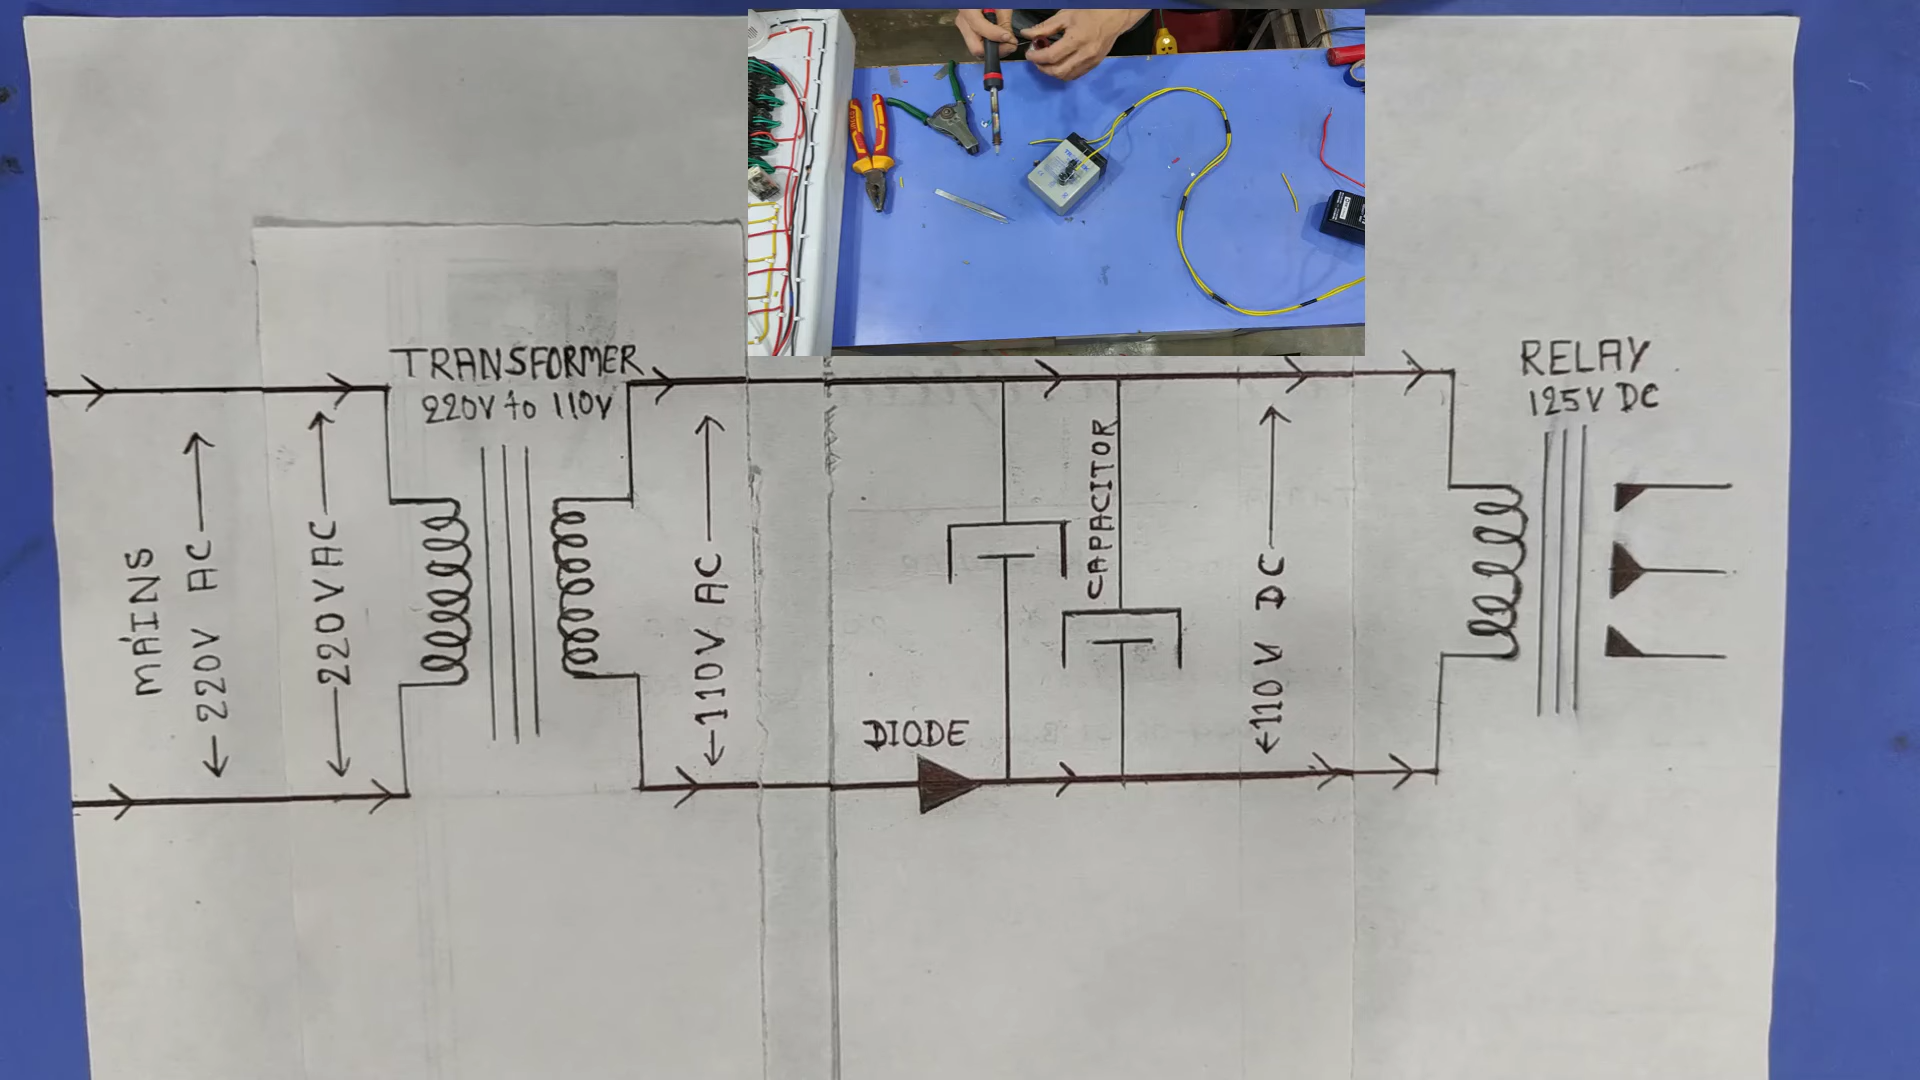 TRANSFORMER
220V to 110V
RELAY
125V DC
MAINS
220V AC
220V AC
110V AC
CAPACITOR
110V DC
DIODE